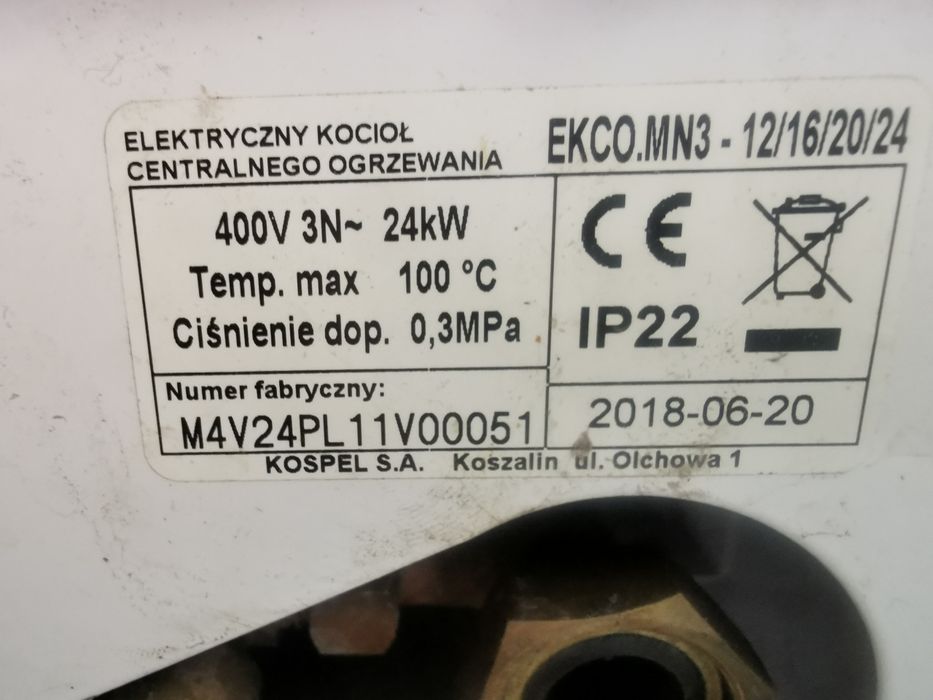 ELEKTRYCZNY KOCIOŁ
CENTRALNEGO OGRZEWANIA
EKCO.MN3 - 12/16/20/24
400V 3N~ 24kW
Temp. max 100 °C
Ciśnienie dop. 0,3MPa
CE
IP22
Numer fabryczny:
M4V24PL11V00051
2018-06-20
KOSPEL S.A. Koszalin ul. Olchowa 1